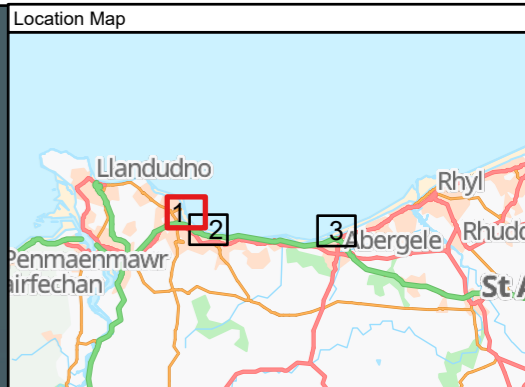 Location Map
Llandudno
Rhyl
1
2
3
Abergele
Rhudd
Penmaenmawr
airfechan
St A